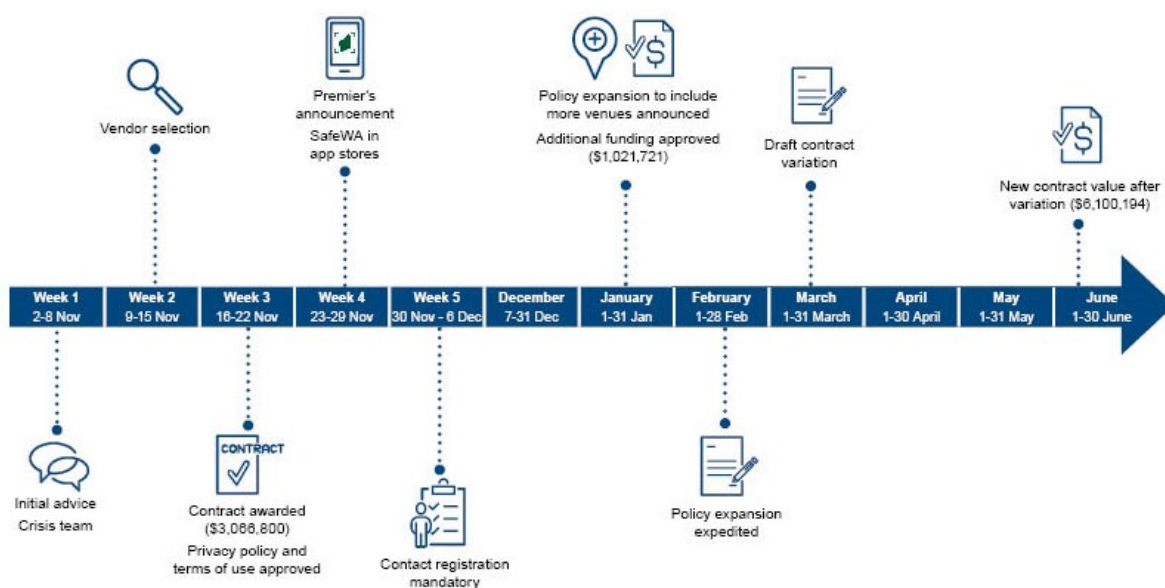 Vendor selection
Premier's
announcement
SafeWA in
app stores
Policy expansion to include
more venues announced
Additional funding approved
($1,021,721)
Draft contract
variation
New contract value after
variation ($6,100,194)
Week 1
2-8 Nov
Week 2
9-15 Nov
Week 3
16-22 Nov
Week 4
23-29 Nov
Week 5
30 Nov - 6 Dec
December
7-31 Dec
January
1-31 Jan
February
1-28 Feb
March
1-31 March
April
1-30 April
May
1-31 May
June
1-30 June
Initial advice
Crisis team
CONTRACT
Contract awarded
($3,066,800)
Privacy policy and
terms of use approved
Contact registration
mandatory
Policy expansion
expedited